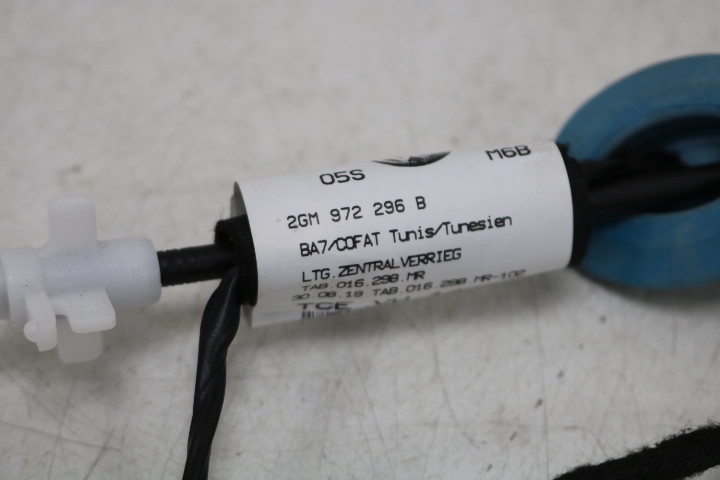 05S M6B
2GM 972 296 B
BA7/COFAT Tunis/Tunesien
LTG.ZENTRALVERRIEG
TAB.016.298.MR
30.08.19 TAB.016.298.MR-102
TCE